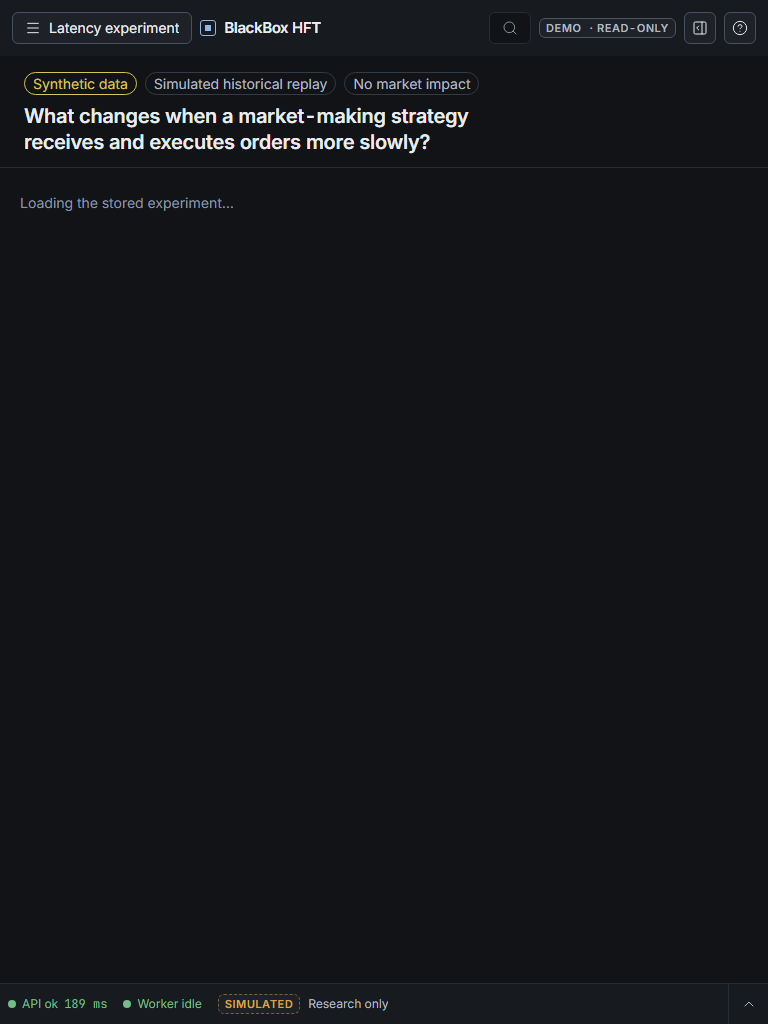 Latency experiment
BlackBox HFT
DEMO · READ-ONLY
Synthetic data
Simulated historical replay
No market impact
What changes when a market-making strategy
receives and executes orders more slowly?
Loading the stored experiment...
API ok 189 ms
Worker idle
SIMULATED
Research only